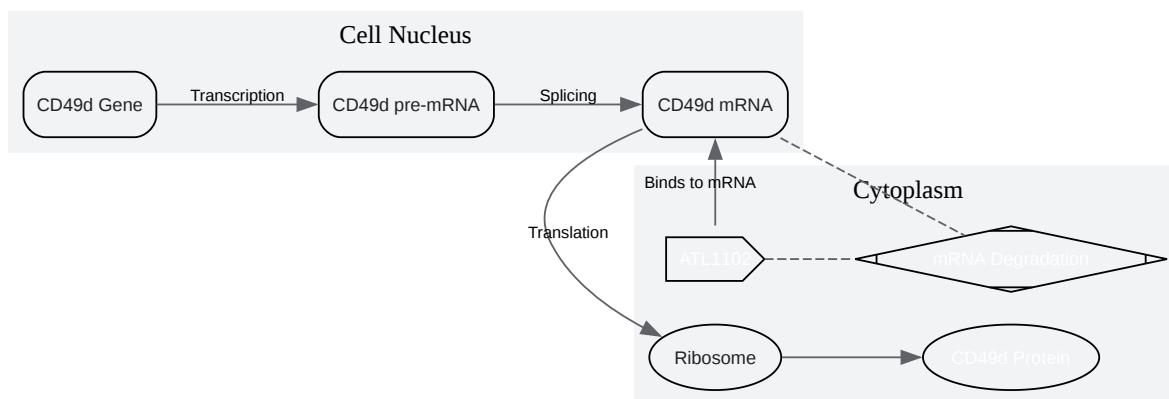 Cell Nucleus
CD49d Gene
Transcription
CD49d pre-mRNA
Splicing
CD49d mRNA
Binds to mRNA
Cytoplasm
Translation
ATL1102
mRNA Degradation
Ribosome
CD49d Protein